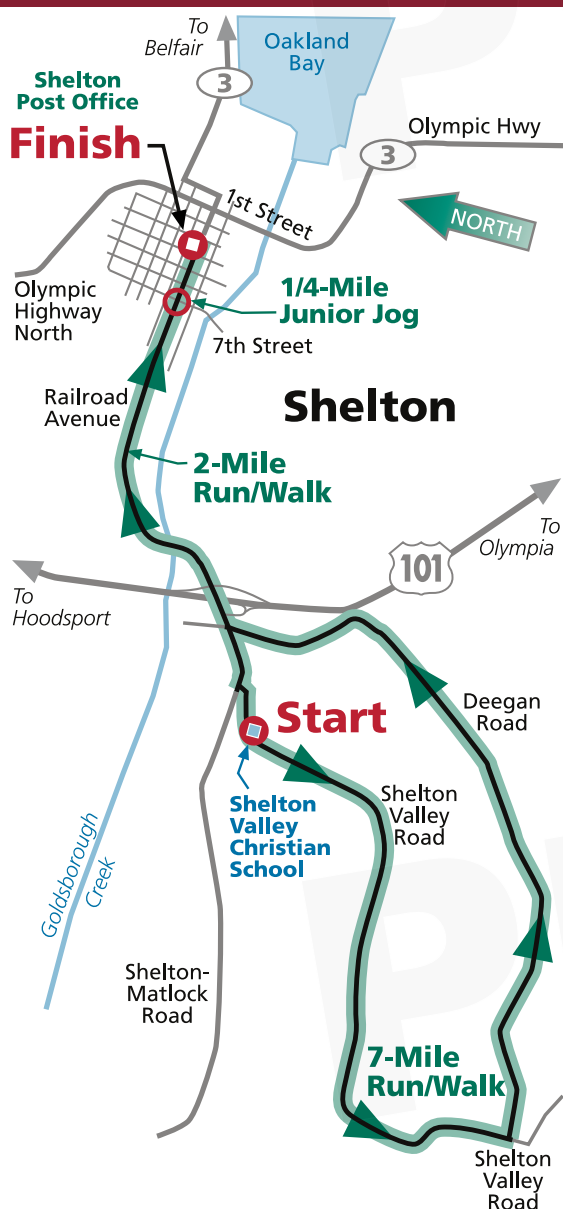 To
Belfair
Oakland
Bay
3
Shelton
Post Office
Finish
Olympic Hwy
3
1st Street
NORTH
Olympic
Highway
North
1/4-Mile
Junior Jog
7th Street
Railroad
Avenue
Shelton
2-Mile
Run/Walk
To
Olympia
101
To
Hoodsport
Deegan
Road
Start
Shelton
Valley
Road
Shelton
Valley
Christian
School
Goldsborough
Creek
Shelton-
Matlock
Road
7-Mile
Run/Walk
Shelton
Valley
Road